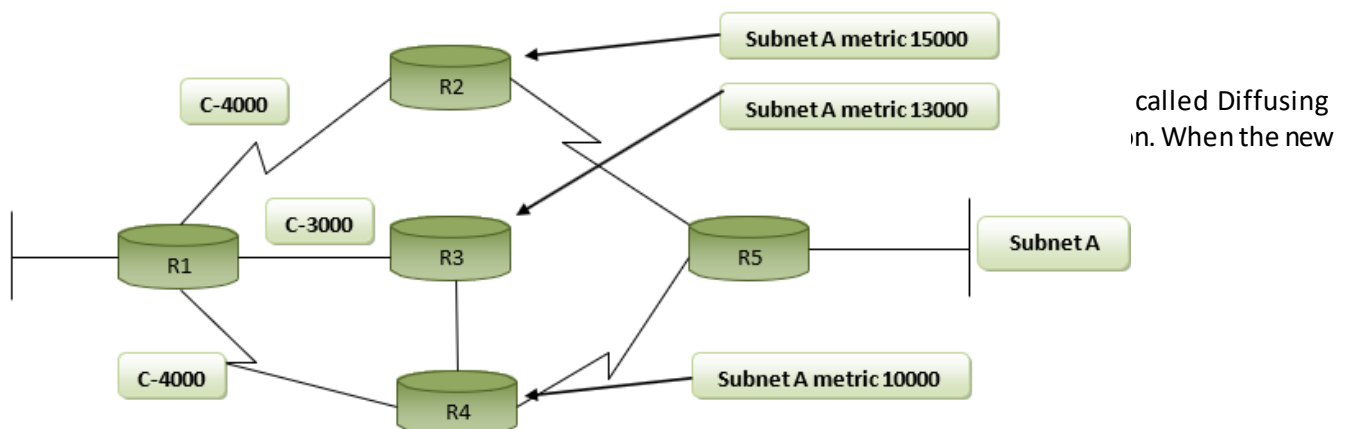 Subnet A metric 15000
R2
C-4000
Subnet A metric 13000
called Diffusing
n. When the new
C-3000
R1
R3
R5
Subnet A
C-4000
Subnet A metric 10000
R4